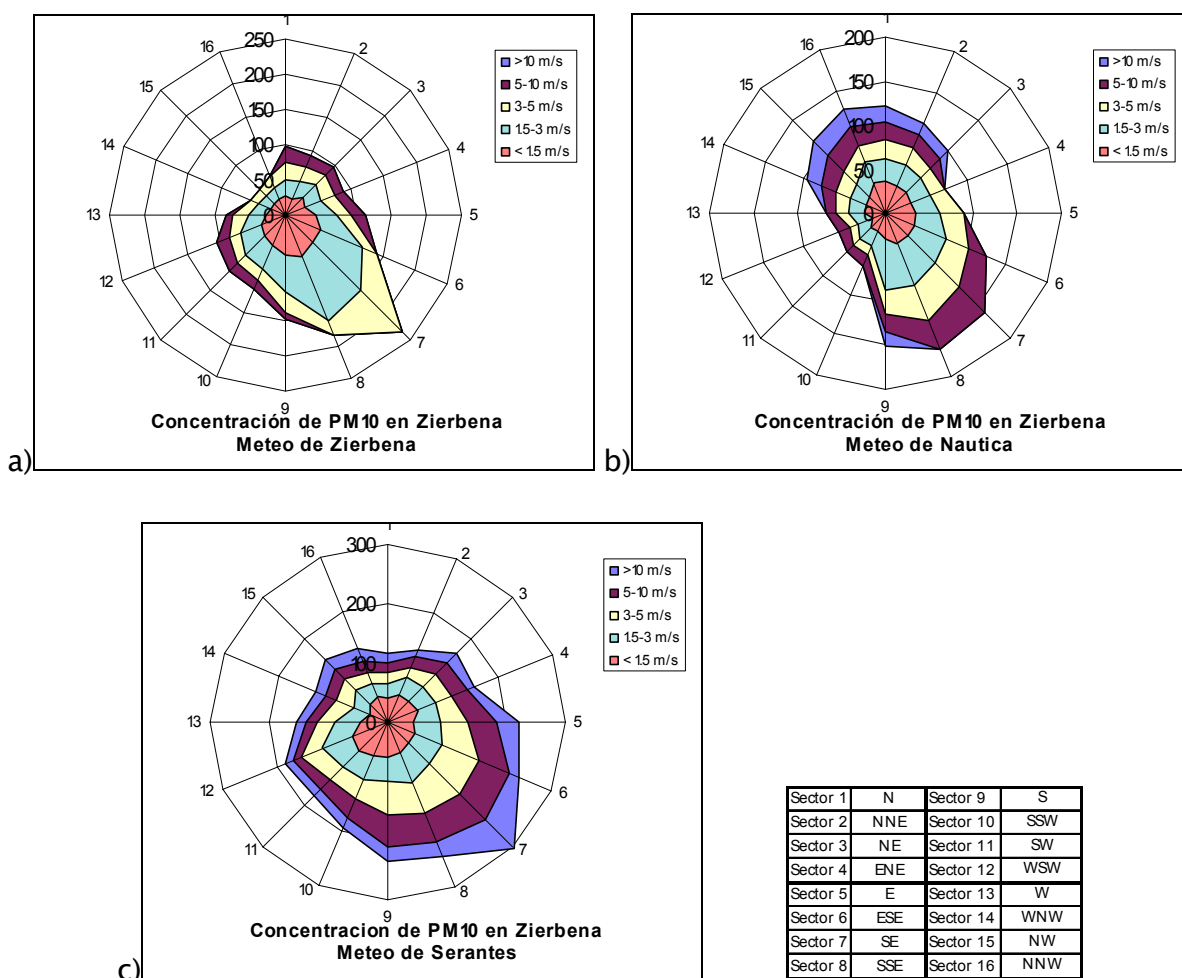 1
2
3
4
5
6
7
8
9
10
11
12
13
14
15
16
250
200
150
100
50
0
>10 m/s
5-10 m/s
3-5 m/s
1.5-3 m/s
< 1.5 m/s
Concentración de PM10 en Zierbena
Meteo de Zierbena
a)
1
2
3
4
5
6
7
8
9
10
11
12
13
14
15
16
200
150
100
50
0
>10 m/s
5-10 m/s
3-5 m/s
1.5-3 m/s
< 1.5 m/s
Concentración de PM10 en Zierbena
Meteo de Nautica
b)
1
2
3
4
5
6
7
8
9
10
11
12
13
14
15
16
300
200
100
0
>10 m/s
5-10 m/s
3-5 m/s
1.5-3 m/s
< 1.5 m/s
Concentracion de PM10 en Zierbena
Meteo de Serantes
c)
Sector 1 N Sector 9 S
Sector 2 NNE Sector 10 SSW
Sector 3 NE Sector 11 SW
Sector 4 ENE Sector 12 WSW
Sector 5 E Sector 13 W
Sector 6 ESE Sector 14 WNW
Sector 7 SE Sector 15 NW
Sector 8 SSE Sector 16 NNW